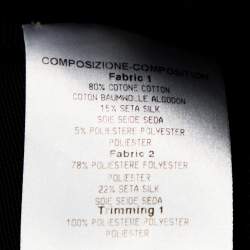 COMPOSIZIONE-COMPOSITION
Fabric 1
80% COTONE COTTON
COTON BAUMWOLLE ALGODON
15% SETA SILK
SOIE SEIDE SEDA
5% POLIESTERE POLYESTER
POLIESTER
Fabric 2
78% POLIESTERE POLYESTER
POLIESTER
22% SETA SILK
SOIE SEIDE SEDA
Trimming 1
100% POLIESTERE POLYESTER
POLIESTER